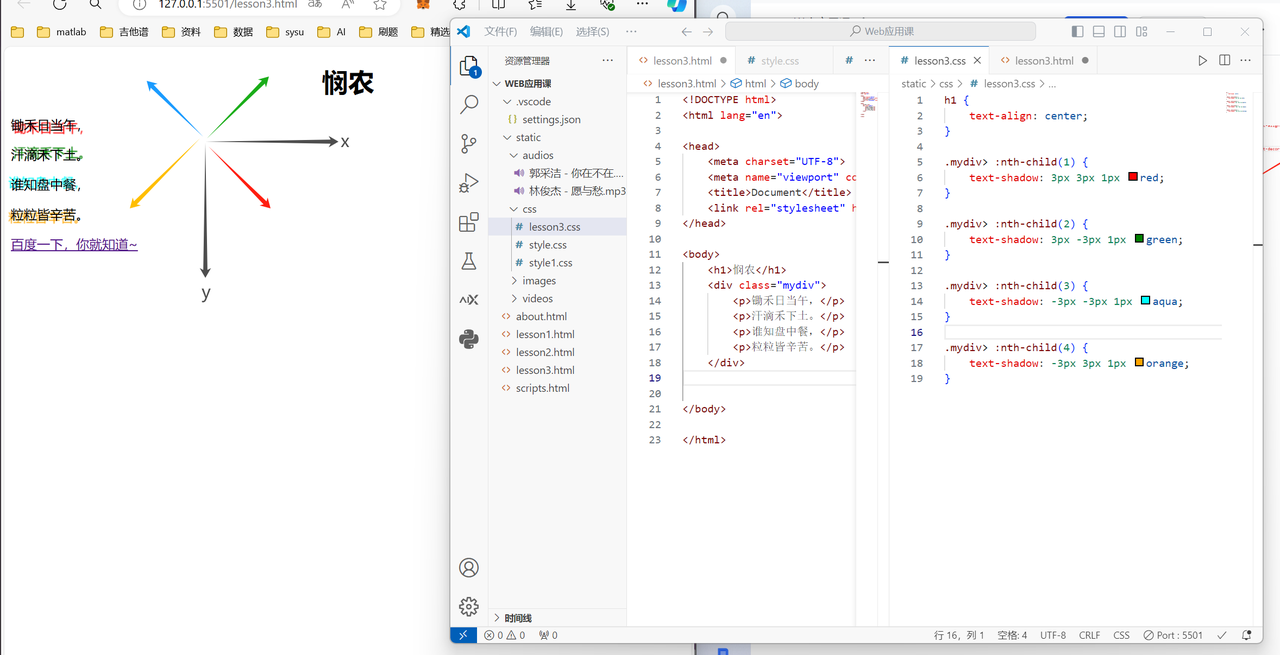 127.0.0.1:5501/lesson3.html
matlab
吉他谱
资料
数据
sysu
AI
刷题
精选
悯农
锄禾日当午,
汗滴禾下土。
谁知盘中餐,
粒粒皆辛苦。
百度一下，你就知道~
x
y
文件(F) 编辑(E) 选择(S) ···
Web应用课
资源管理器
WEB应用课
.vscode
settings.json
static
audios
郭采洁 - 你在不在....
林俊杰 - 愿与愁.mp3
css
lesson3.css
style.css
style1.css
images
videos
about.html
lesson1.html
lesson2.html
lesson3.html
scripts.html
时间线
lesson3.html
style.css
lesson3.html > html > body
1 <!DOCTYPE html>
2 <html lang="en">
3
4 <head>
5 <meta charset="UTF-8">
6 <meta name="viewport" co
7 <title>Document</title>
8 <link rel="stylesheet" h
9 </head>
10
11 <body>
12 <h1>悯农</h1>
13 <div class="mydiv">
14 <p>锄禾日当午，</p>
15 <p>汗滴禾下土。</p>
16 <p>谁知盘中餐，</p>
17 <p>粒粒皆辛苦。</p>
18 </div>
19
20
21 </body>
22
23 </html>
lesson3.css
lesson3.html
static > css > lesson3.css > ...
1 h1 {
2 text-align: center;
3 }
4
5 .mydiv> :nth-child(1) {
6 text-shadow: 3px 3px 1px red;
7 }
8
9 .mydiv> :nth-child(2) {
10 text-shadow: 3px -3px 1px green;
11 }
12
13 .mydiv> :nth-child(3) {
14 text-shadow: -3px -3px 1px aqua;
15 }
16
17 .mydiv> :nth-child(4) {
18 text-shadow: -3px 3px 1px orange;
19 }
0 0 0 行 16，列 1 空格: 4 UTF-8 CRLF CSS Port : 5501